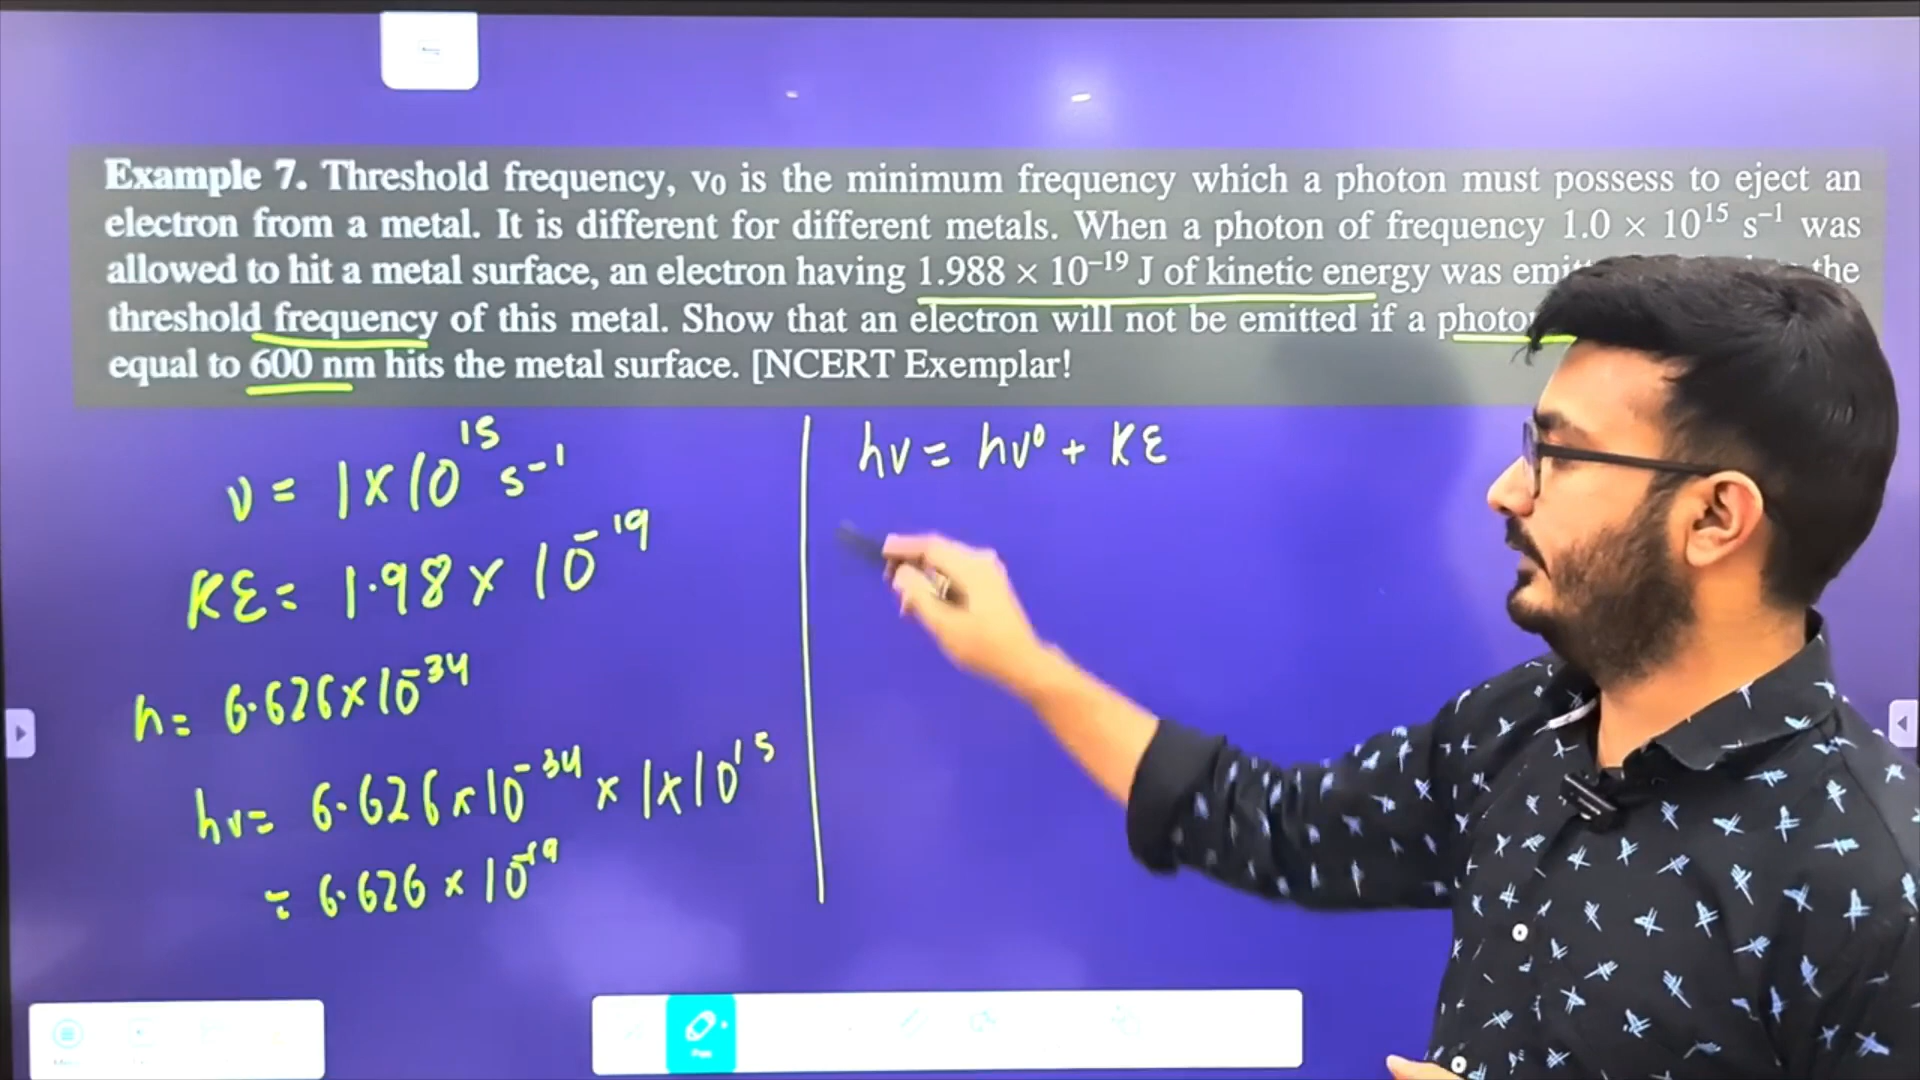 Example 7. Threshold frequency, v₀ is the minimum frequency which a photon must possess to eject an
electron from a metal. It is different for different metals. When a photon of frequency 1.0 × 10¹⁵ s⁻¹ was
allowed to hit a metal surface, an electron having 1.988 × 10⁻¹⁹ J of kinetic energy was the
threshold frequency of this metal. Show that an electron will not be emitted if a
equal to 600 nm hits the metal surface. [NCERT Exemplar!
ν = 1×10¹⁵ s⁻¹
KE = 1.98 × 10⁻¹⁹
h = 6.626×10⁻³⁴
hν = 6.626×10⁻³⁴ × 1×10¹⁵
= 6.626 × 10⁻¹⁹
hν = hν⁰ + KE
Pen